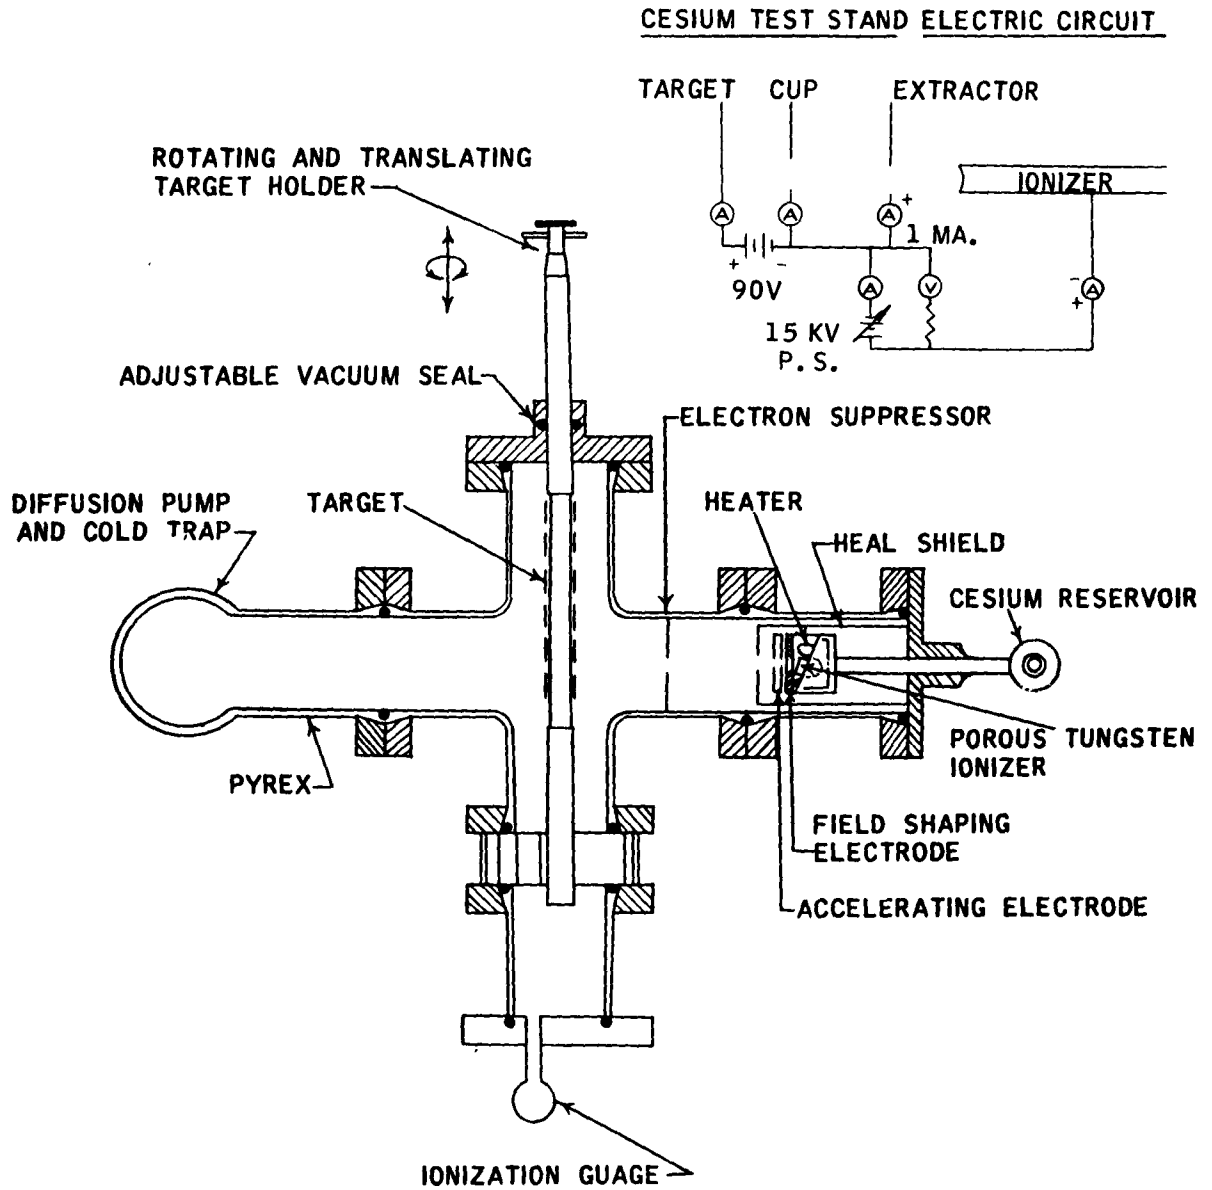 CESIUM TEST STAND ELECTRIC CIRCUIT
TARGET CUP EXTRACTOR
ROTATING AND TRANSLATING
TARGET HOLDER
IONIZER
A A A +
1 MA.
+ -
90V
A V
- A
+
15 KV
P.S.
ADJUSTABLE VACUUM SEAL
ELECTRON SUPPRESSOR
DIFFUSION PUMP
AND COLD TRAP
TARGET
HEATER
HEAL SHIELD
CESIUM RESERVOIR
POROUS TUNGSTEN
IONIZER
PYREX
FIELD SHAPING
ELECTRODE
ACCELERATING ELECTRODE
IONIZATION GUAGE